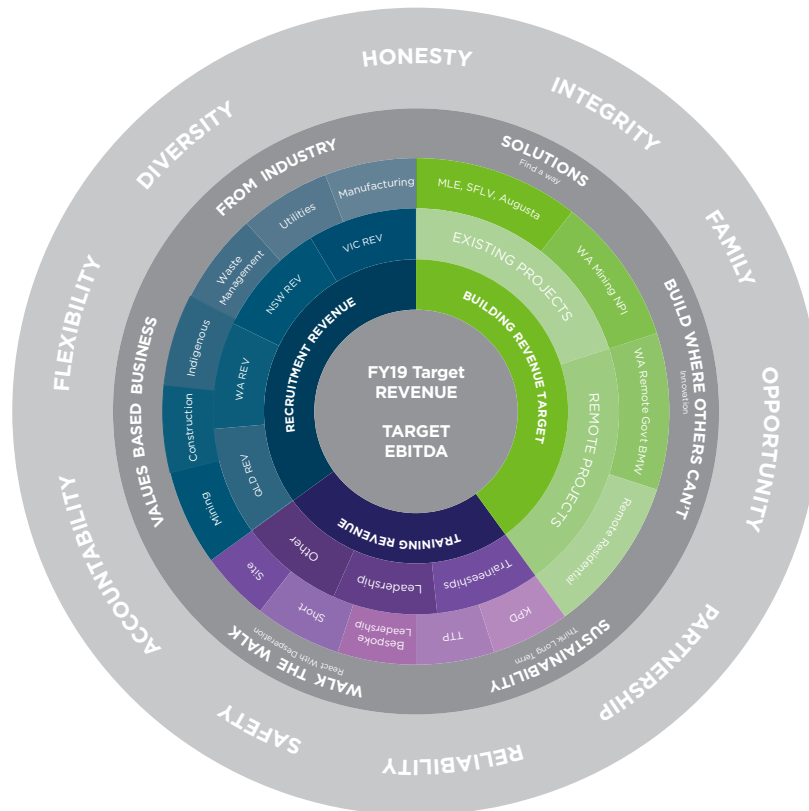 HONESTY
INTEGRITY
FAMILY
OPPORTUNITY
PARTNERSHIP
RELIABILITY
SAFETY
ACCOUNTABILITY
FLEXIBILITY
DIVERSITY
SOLUTIONS
Find a way
BUILD WHERE OTHERS CAN'T
Innovation
SUSTAINABILITY
Think Long Term
WALK THE WALK
React With Desperation
VALUES BASED BUSINESS
FROM INDUSTRY
MLE, SFLV, Augusta
WA Mining NPI
WA Remote Govt BMW
Remote Residential
KPD
TTP
Bespoke
Leadership
Short
Site
Mining
Construction
Indigenous
Waste
Management
Utilities
Manufacturing
EXISTING PROJECTS
REMOTE PROJECTS
Traineeships
Leadership
Other
QLD REV
WA REV
NSW REV
VIC REV
BUILDING REVENUE TARGET
TRAINING REVENUE
RECRUITMENT REVENUE
FY19 Target
REVENUE
TARGET
EBITDA